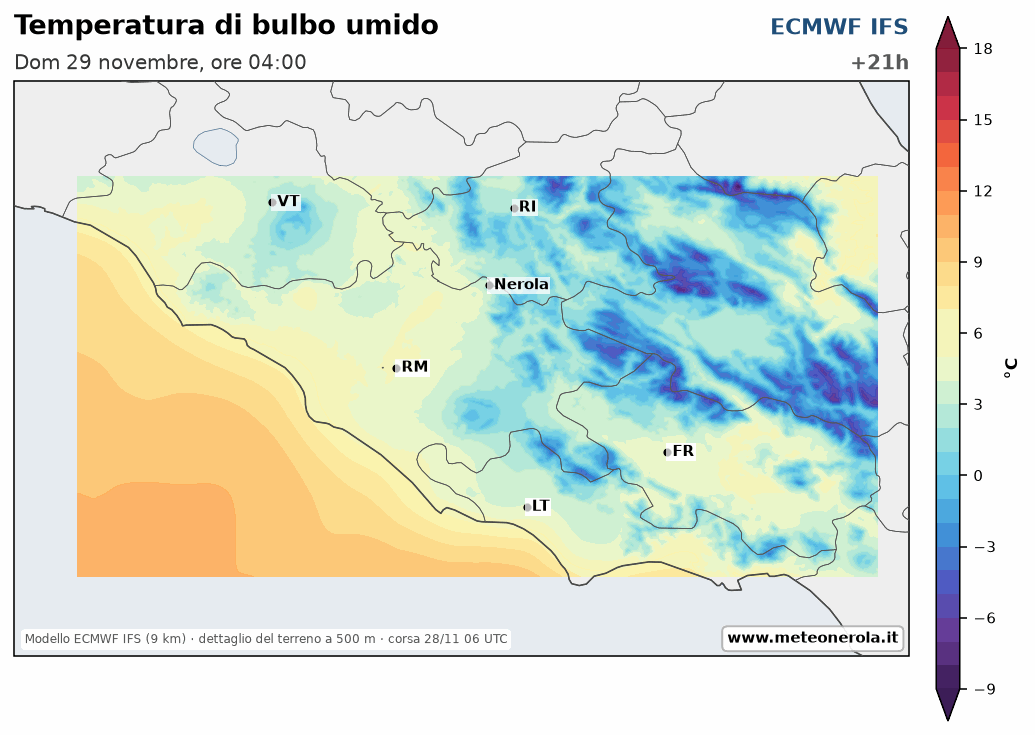 Temperatura di bulbo umido
ECMWF IFS
Dom 29 novembre, ore 04:00
+21h
VT
RI
Nerola
RM
FR
LT
18
15
12
9
6
3
0
−3
−6
−9
°C
Modello ECMWF IFS (9 km) · dettaglio del terreno a 500 m · corsa 28/11 06 UTC
www.meteonerola.it